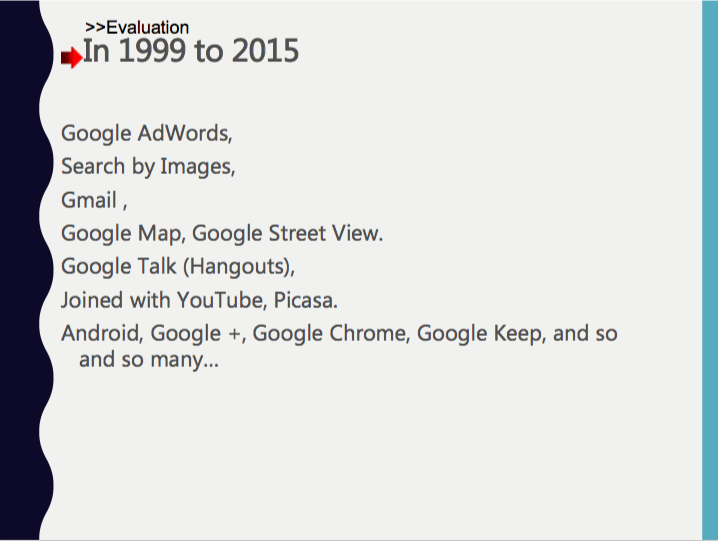 >>Evaluation
In 1999 to 2015
Google AdWords,
Search by Images,
Gmail ,
Google Map, Google Street View.
Google Talk (Hangouts),
Joined with YouTube, Picasa.
Android, Google +, Google Chrome, Google Keep, and so
and so many...